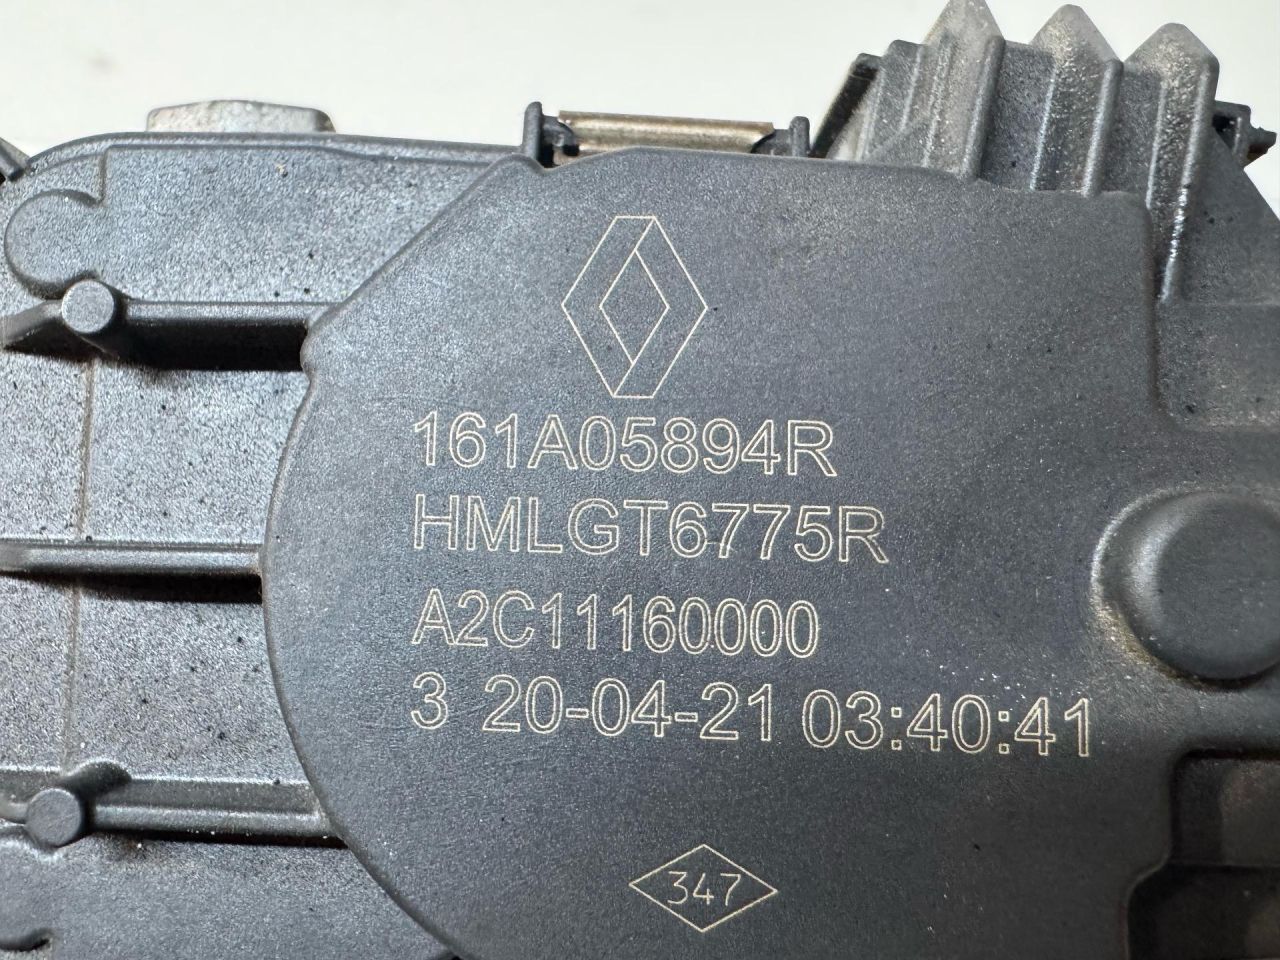 161A05894R
HMLGT6775R
A2C11160000
3 20-04-21 03:40:41
347